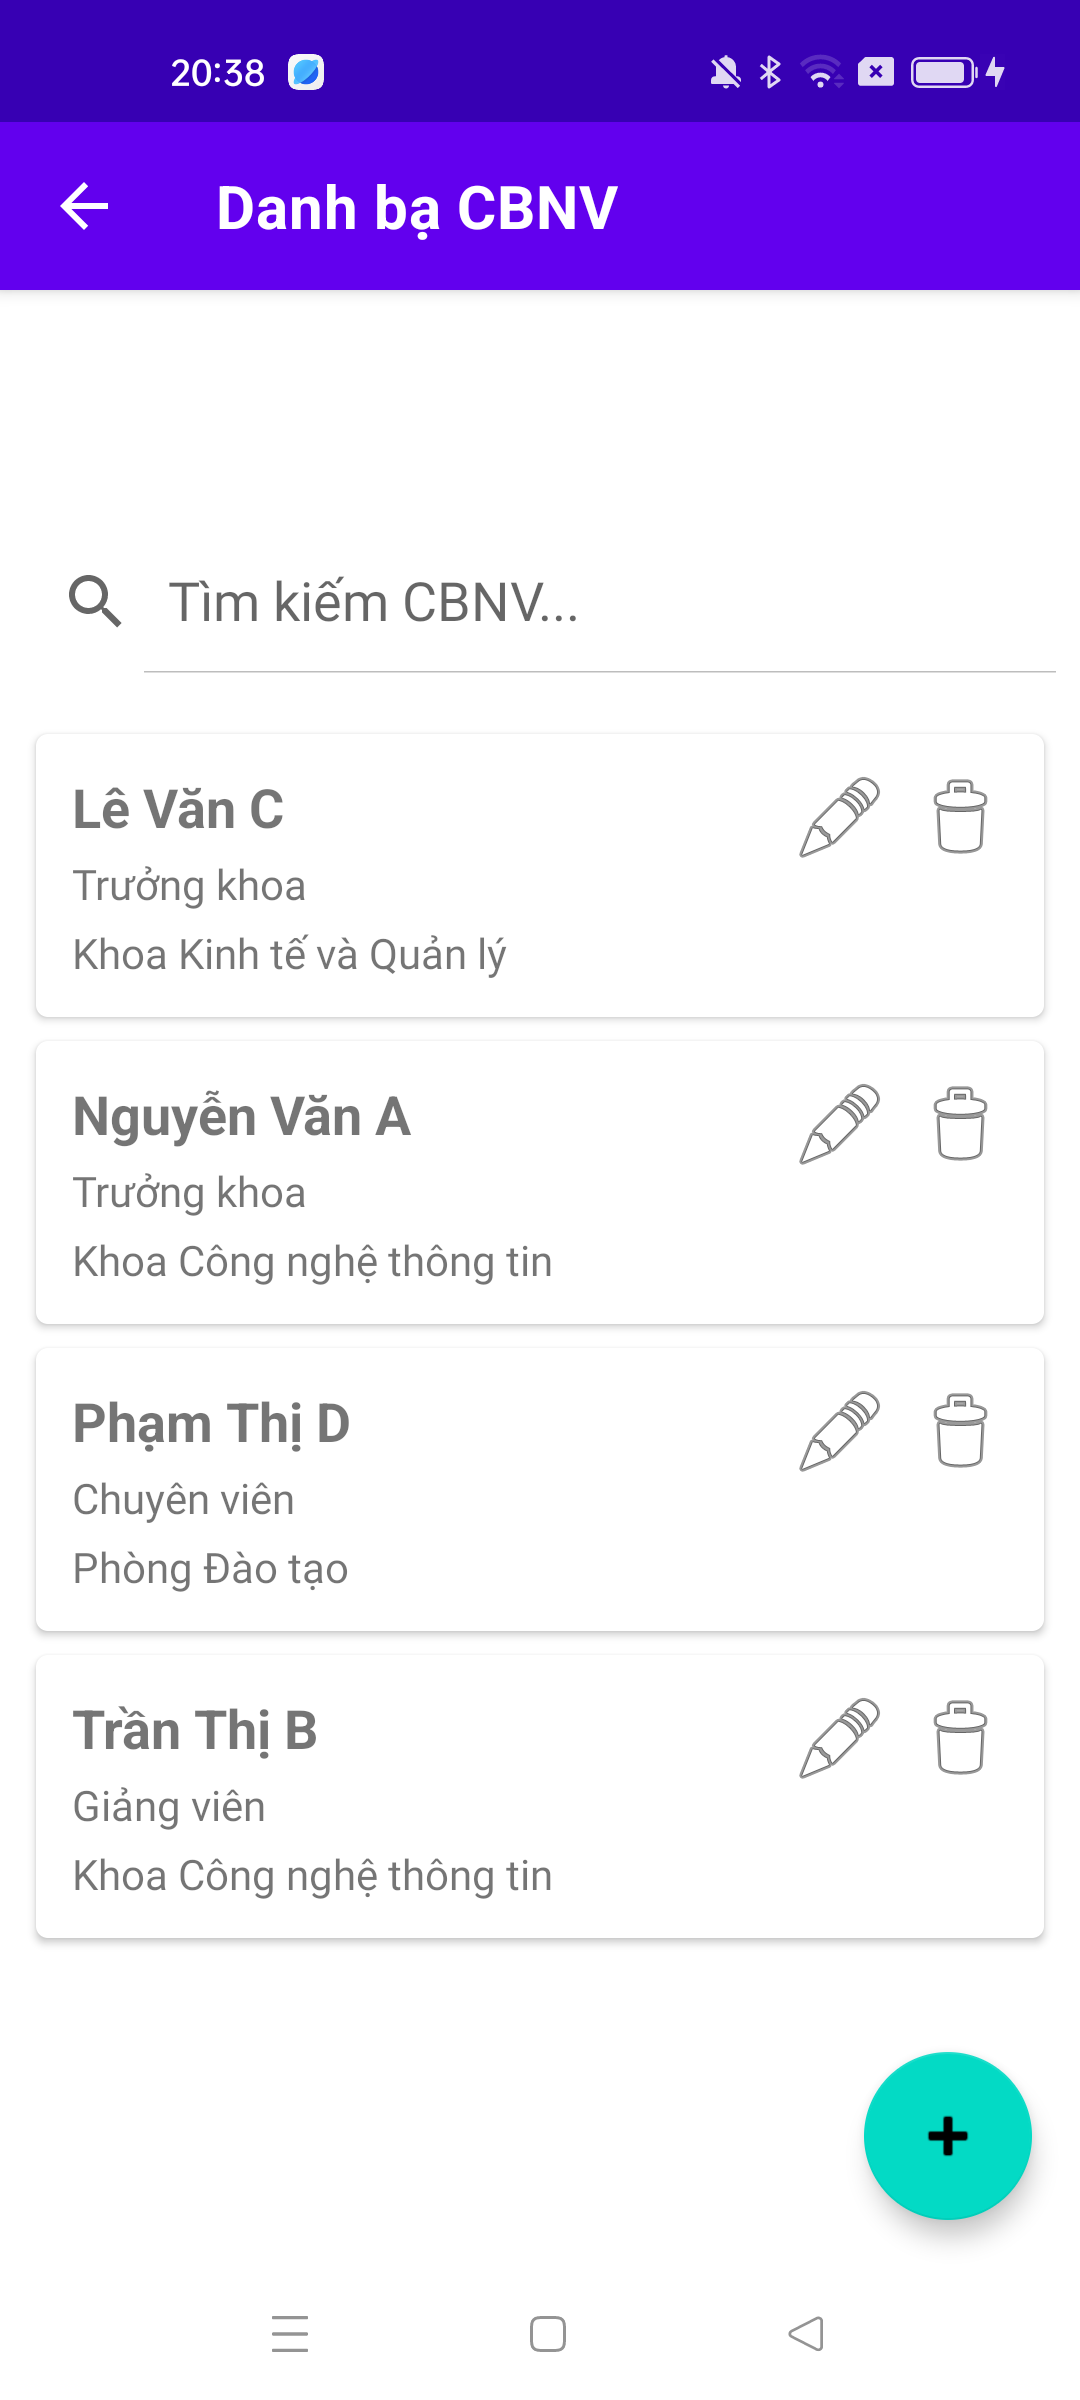 20:38
Danh bạ CBNV
Tìm kiếm CBNV...
Lê Văn C
Trưởng khoa
Khoa Kinh tế và Quản lý
Nguyễn Văn A
Trưởng khoa
Khoa Công nghệ thông tin
Phạm Thị D
Chuyên viên
Phòng Đào tạo
Trần Thị B
Giảng viên
Khoa Công nghệ thông tin